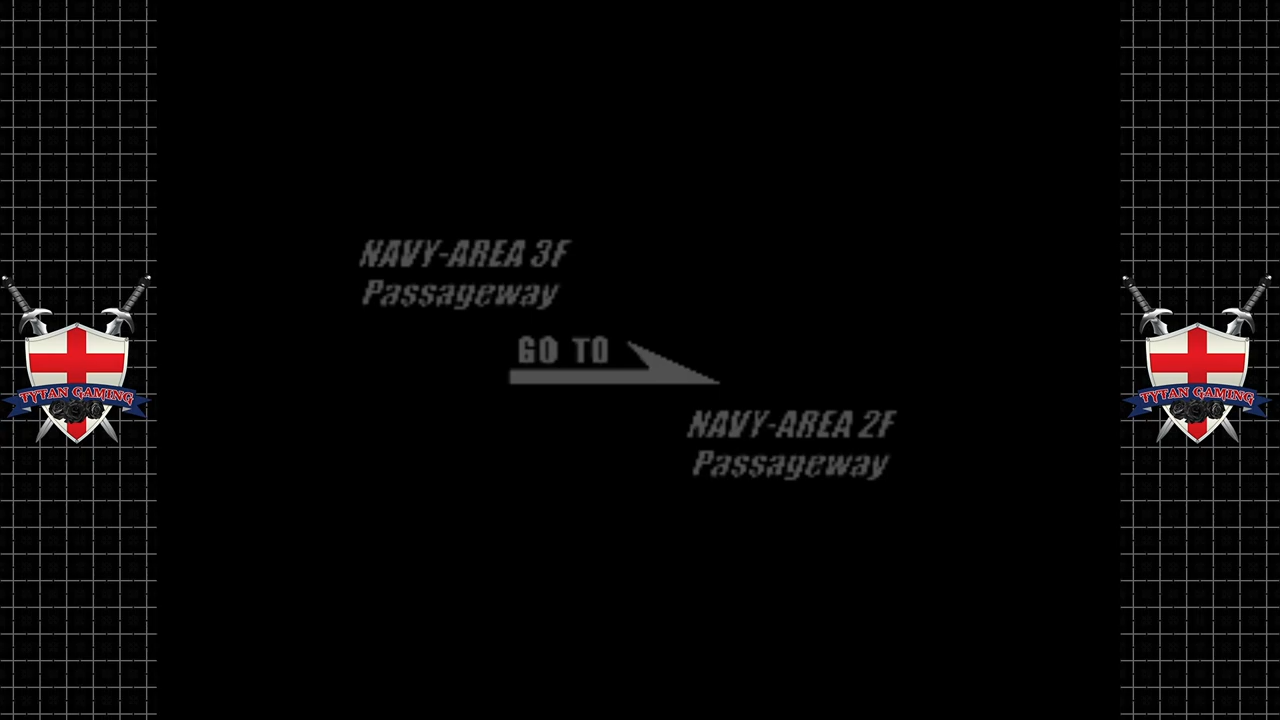 NAVY-AREA 3F
Passageway
GO TO
NAVY-AREA 2F
Passageway
TYTAN GAMING
TYTAN GAMING